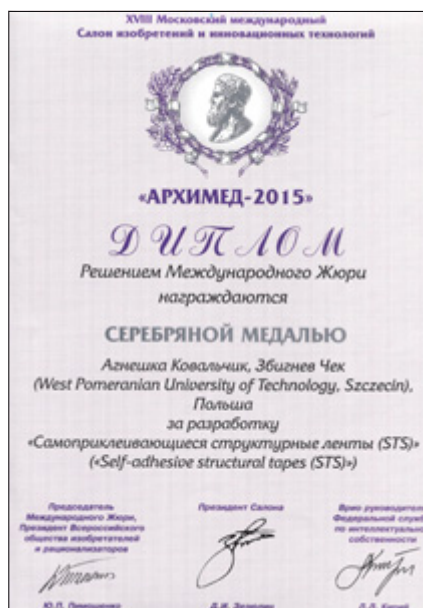 XVIII Московский международный
Салон изобретений и инновационных технологий
«АРХИМЕД-2015»
ДИПЛОМ
Решением Международного Жюри
награждаются
СЕРЕБРЯНОЙ МЕДАЛЬЮ
Агнешка Ковальчик, Збигнев Чек
(West Pomeranian University of Technology, Szczecin),
Польша
за разработку
«Самоприклеивающиеся структурные ленты (STS)»
(«Self-adhesive structural tapes (STS)»)
Председатель
Международного Жюри,
Президент Всероссийского
общества изобретателей
и рационализаторов
Президент Салона
Врио руководителя
Федеральной службы
по интеллектуальной
собственности